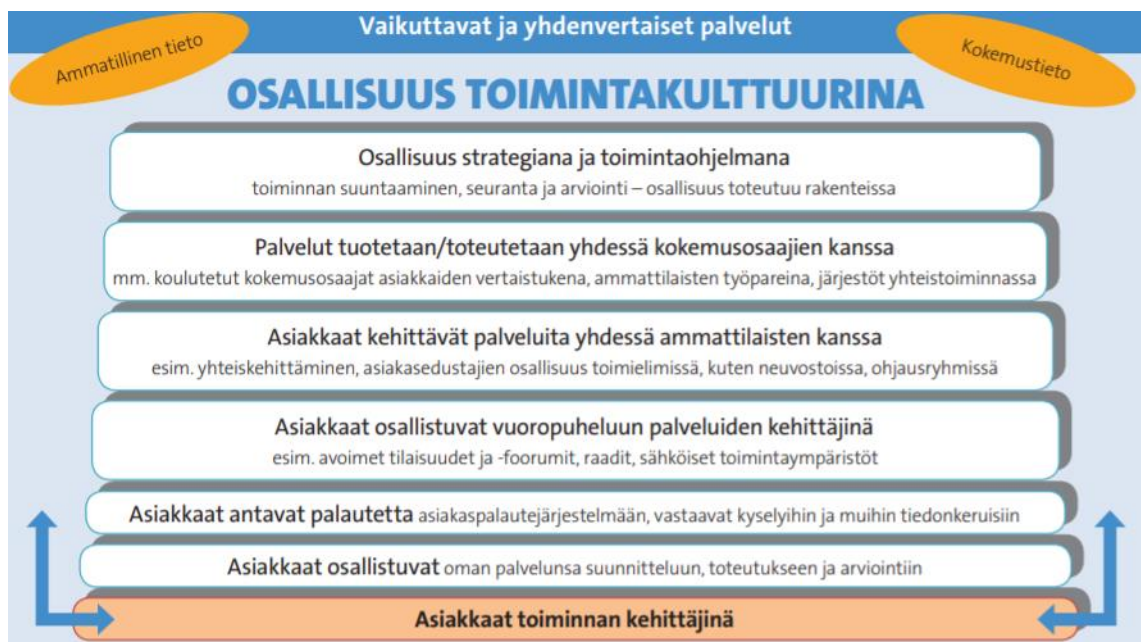 Vaikuttavat ja yhdenvertaiset palvelut
Ammatillinen tieto
Kokemustieto
OSALLISUUS TOIMINTAKULTTUURINA
Osallisuus strategiana ja toimintaohjelmana
toiminnan suuntaaminen, seuranta ja arviointi – osallisuus toteutuu rakenteissa
Palvelut tuotetaan/toteutetaan yhdessä kokemusosaajien kanssa
mm. koulutetut kokemusosaajat asiakkaiden vertaistukena, ammattilaisten työpareina, järjestöt yhteistoiminnassa
Asiakkaat kehittävät palveluita yhdessä ammattilaisten kanssa
esim. yhteiskehittäminen, asiakasedustajien osallisuus toimielimissä, kuten neuvostoissa, ohjausryhmissä
Asiakkaat osallistuvat vuoropuheluun palveluiden kehittäjinä
esim. avoimet tilaisuudet ja -foorumit, raadit, sähköiset toimintaympäristöt
Asiakkaat antavat palautetta asiakaspalautejärjestelmään, vastaavat kyselyihin ja muihin tiedonkeruisiin
Asiakkaat osallistuvat oman palvelunsa suunnitteluun, toteutukseen ja arviointiin
Asiakkaat toiminnan kehittäjinä